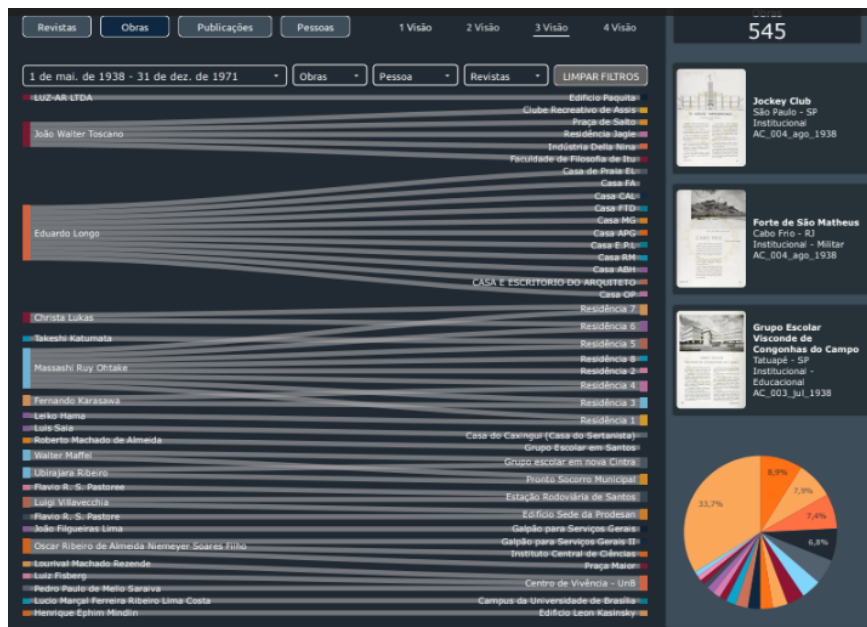 Revistas
Obras
Publicações
Pessoas
1 Visão
2 Visão
3 Visão
4 Visão
Obras
545
1 de mai. de 1938 - 31 de dez. de 1971
Obras
Pessoa
Revistas
LIMPAR FILTROS
LUZ-AR LTDA
João Walter Toscano
Eduardo Longo
Christa Lukas
Takeshi Katumata
Massashi Ruy Ohtake
Fernando Karasawa
Leiko Hama
Luis Saia
Roberto Machado de Almeida
Walter Maffei
Ubirajara Ribeiro
Flavio R. S. Pastoree
Luigi Villavecchia
Flavio R. S. Pastore
João Filgueiras Lima
Oscar Ribeiro de Almeida Niemeyer Soares Filho
Lourival Machado Rezende
Luiz Fisberg
Pedro Paulo de Mello Saraiva
Lucio Marçal Ferreira Ribeiro Lima Costa
Henrique Ephim Mindlin
Edificio Paquita
Clube Recreativo de Assis
Praça de Salto
Residência Jagle
Indústria Della Nina
Faculdade de Filosofia de Itu
Casa de Praia EL
Casa FA
Casa CAL
Casa FTD
Casa MG
Casa APG
Casa E.P.L
Casa RM
Casa ABH
CASA E ESCRITORIO DO ARQUITETO
Casa OP
Residência 7
Residência 6
Residência 5
Residência 8
Residência 2
Residência 4
Residência 3
Residência 1
Casa do Caxingui (Casa do Sertanista)
Grupo Escolar em Santos
Grupo escolar em nova Cintra
Pronto Socorro Municipal
Estação Rodoviária de Santos
Edificio Sede da Prodesan
Galpão para Serviços Gerais
Galpão para Serviços Gerais II
Instituto Central de Ciências
Praça Maior
Centro de Vivência - UnB
Campus da Universidade de Brasília
Edificio Leon Kasinsky
Jockey Club
São Paulo - SP
Institucional
AC_004_ago_1938
Forte de São Matheus
Cabo Frio - RJ
Institucional - Militar
AC_004_ago_1938
Grupo Escolar
Visconde de
Congonhas do Campo
Tatuapé - SP
Institucional -
Educacional
AC_003_jul_1938
33,7%
8,9%
7,9%
7,4%
6,8%